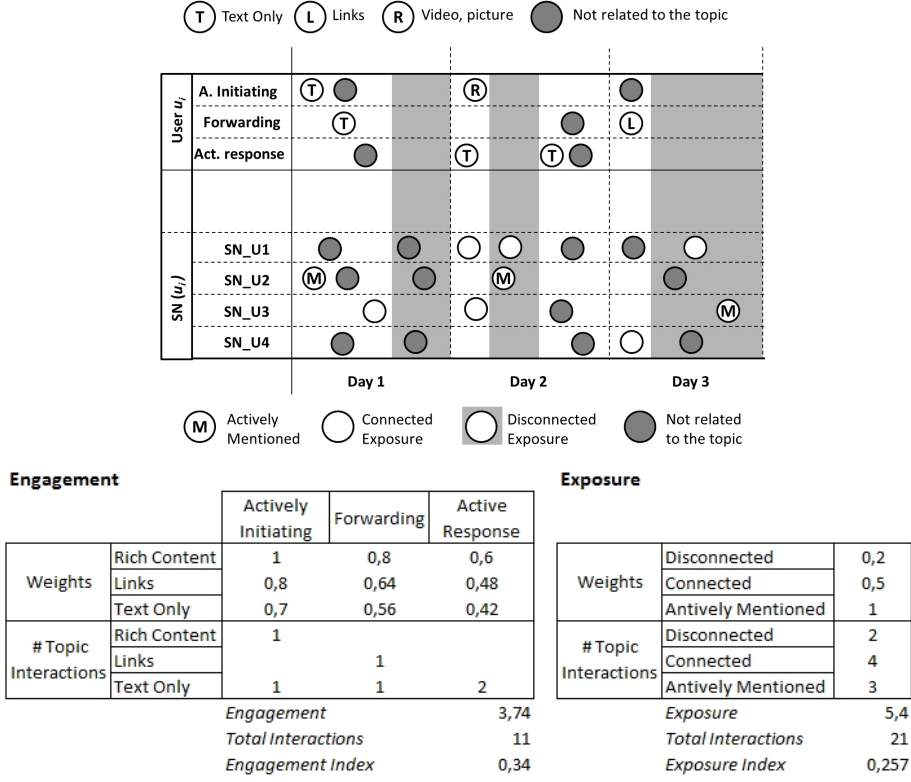 T Text Only L Links R Video, picture Not related to the topic
User ui
A. Initiating T R
Forwarding T L
Act. response T T
SN (ui)
SN_U1
SN_U2 M M
SN_U3 M
SN_U4
Day 1 Day 2 Day 3
M Actively Mentioned
Connected Exposure
Disconnected Exposure
Not related to the topic
Engagement
Actively Initiating Forwarding Active Response
Weights
Rich Content 1 0,8 0,6
Links 0,8 0,64 0,48
Text Only 0,7 0,56 0,42
# Topic Interactions
Rich Content 1
Links 1
Text Only 1 1 2
Engagement 3,74
Total Interactions 11
Engagement Index 0,34
Exposure
Weights
Disconnected 0,2
Connected 0,5
Antively Mentioned 1
# Topic Interactions
Disconnected 2
Connected 4
Antively Mentioned 3
Exposure 5,4
Total Interactions 21
Exposure Index 0,257